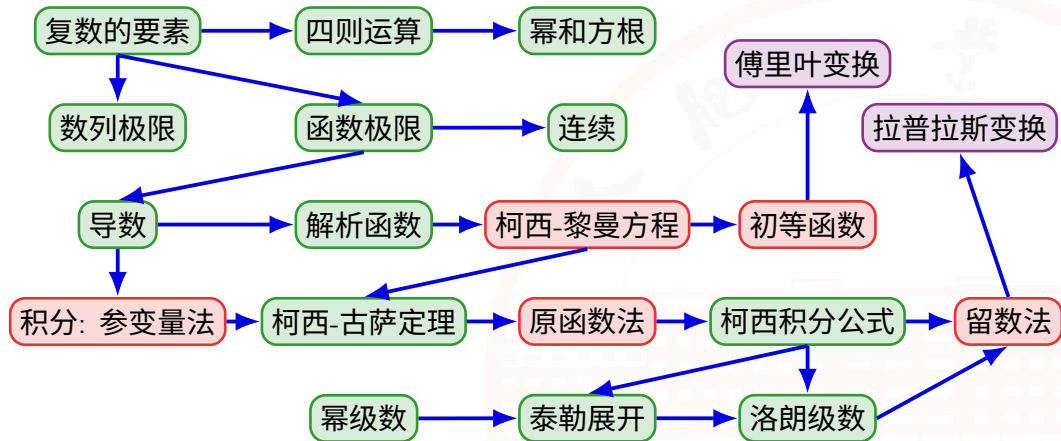 复数的要素
四则运算
幂和方根
傅里叶变换
数列极限
函数极限
连续
拉普拉斯变换
导数
解析函数
柯西-黎曼方程
初等函数
积分: 参变量法
柯西-古萨定理
原函数法
柯西积分公式
留数法
幂级数
泰勒展开
洛朗级数